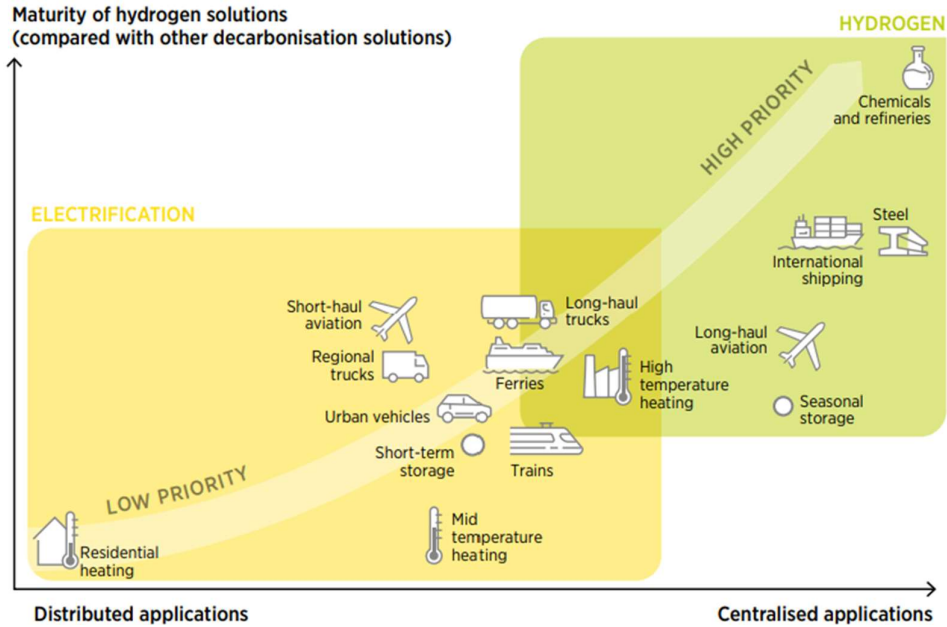 Maturity of hydrogen solutions
(compared with other decarbonisation solutions)
HYDROGEN
HIGH PRIORITY
Chemicals
and refineries
ELECTRIFICATION
Steel
International
shipping
Short-haul
aviation
Long-haul
trucks
Long-haul
aviation
Regional
trucks
Ferries
High
temperature
heating
Urban vehicles
Seasonal
storage
Short-term
storage
Trains
LOW PRIORITY
Mid
temperature
heating
Residential
heating
Distributed applications
Centralised applications